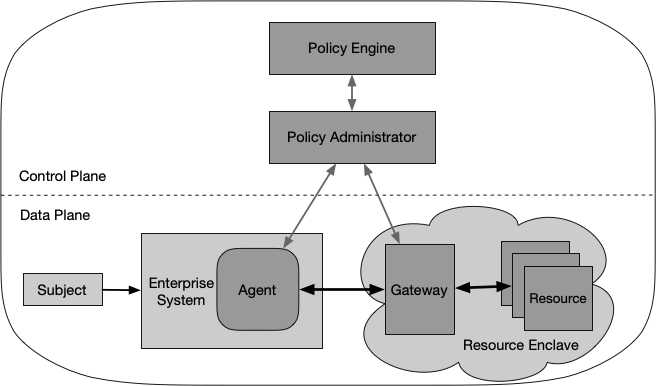 Policy Engine
Policy Administrator
Control Plane
Data Plane
Subject
Enterprise
System
Agent
Gateway
Resource
Resource Enclave